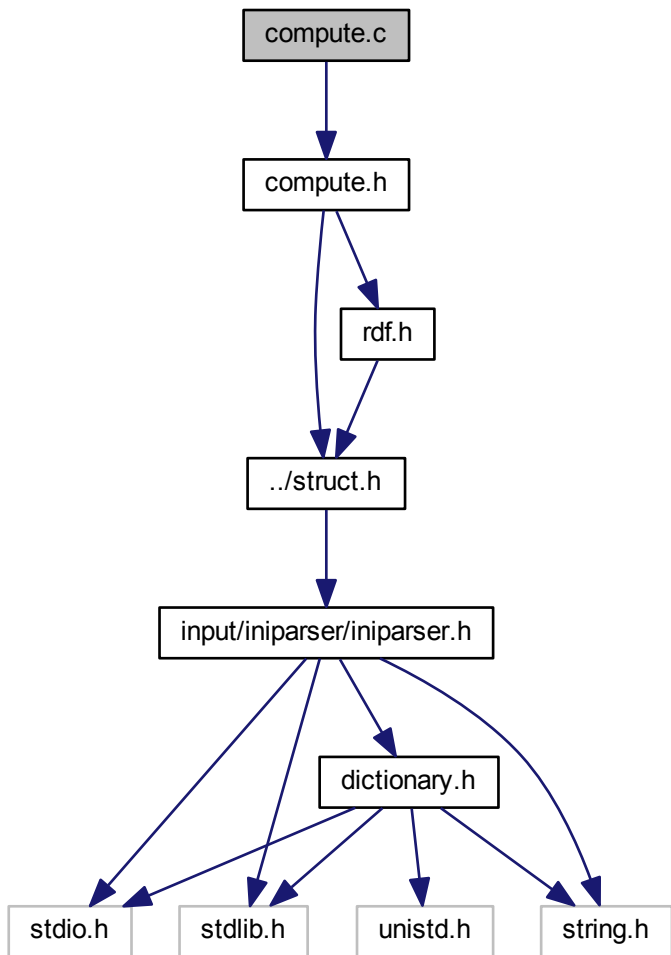 compute.c
compute.h
rdf.h
../struct.h
input/iniparser/iniparser.h
dictionary.h
stdio.h
stdlib.h
unistd.h
string.h